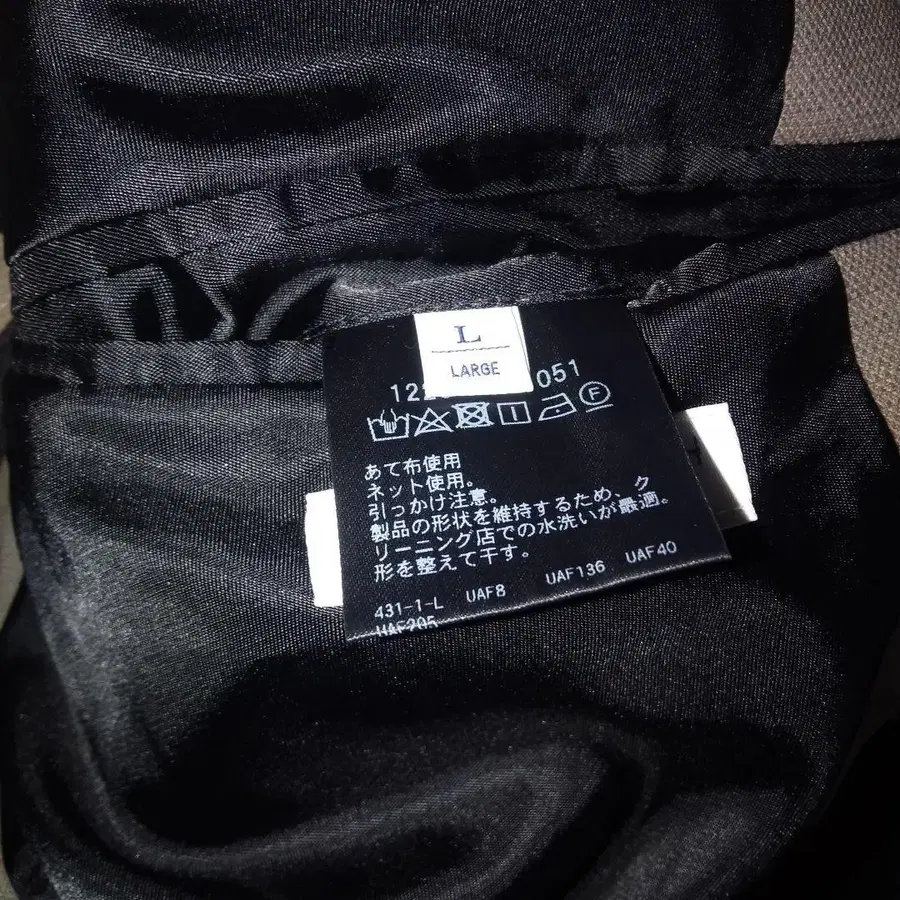 L
LARGE
122 051
あて布使用
ネット使用。
引っかけ注意。
製品の形状を維持するため、ク
リーニング店での水洗いが最適。
形を整えて干す。
431-1-L UAF8 UAF136 UAF40
UAF205